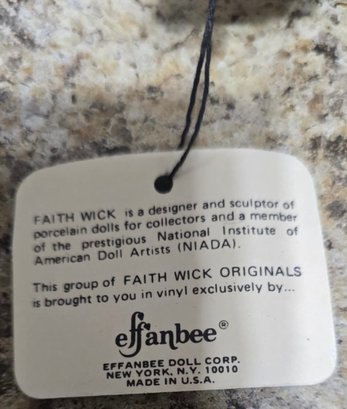 FAITH WICK is a designer and sculptor of
porcelain dolls for collectors and a member
of the prestigious National Institute of
American Doll Artists (NIADA).
This group of FAITH WICK ORIGINALS
is brought to you in vinyl exclusively by...
effanbee®
EFFANBEE DOLL CORP.
NEW YORK, N.Y. 10010
MADE IN U.S.A.